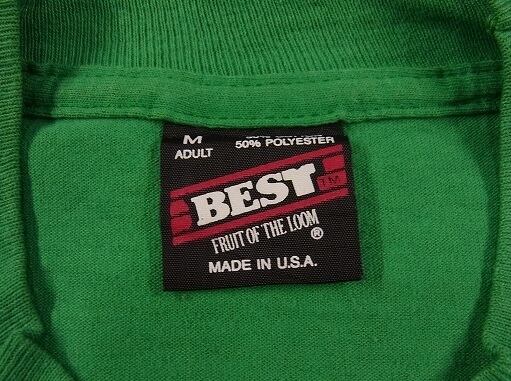 M
ADULT
50% POLYESTER
BEST TM
FRUIT OF THE LOOM ®
MADE IN U.S.A.